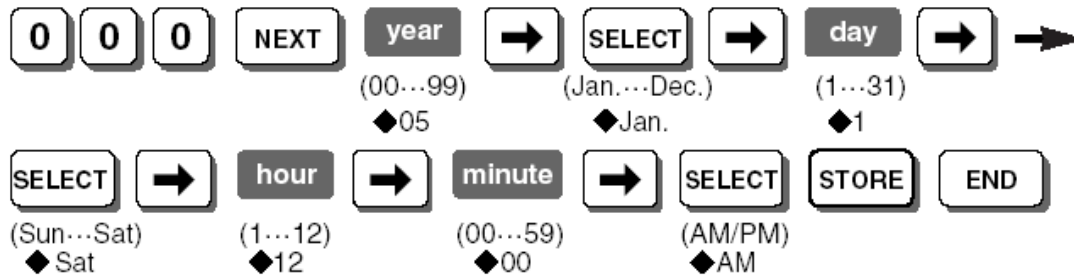 0 0 0 NEXT year → SELECT → day → →
(00···99) (Jan.···Dec.) (1···31)
◆05 ◆Jan. ◆1
SELECT → hour → minute → SELECT STORE END
(Sun···Sat) (1···12) (00···59) (AM/PM)
◆Sat ◆12 ◆00 ◆AM